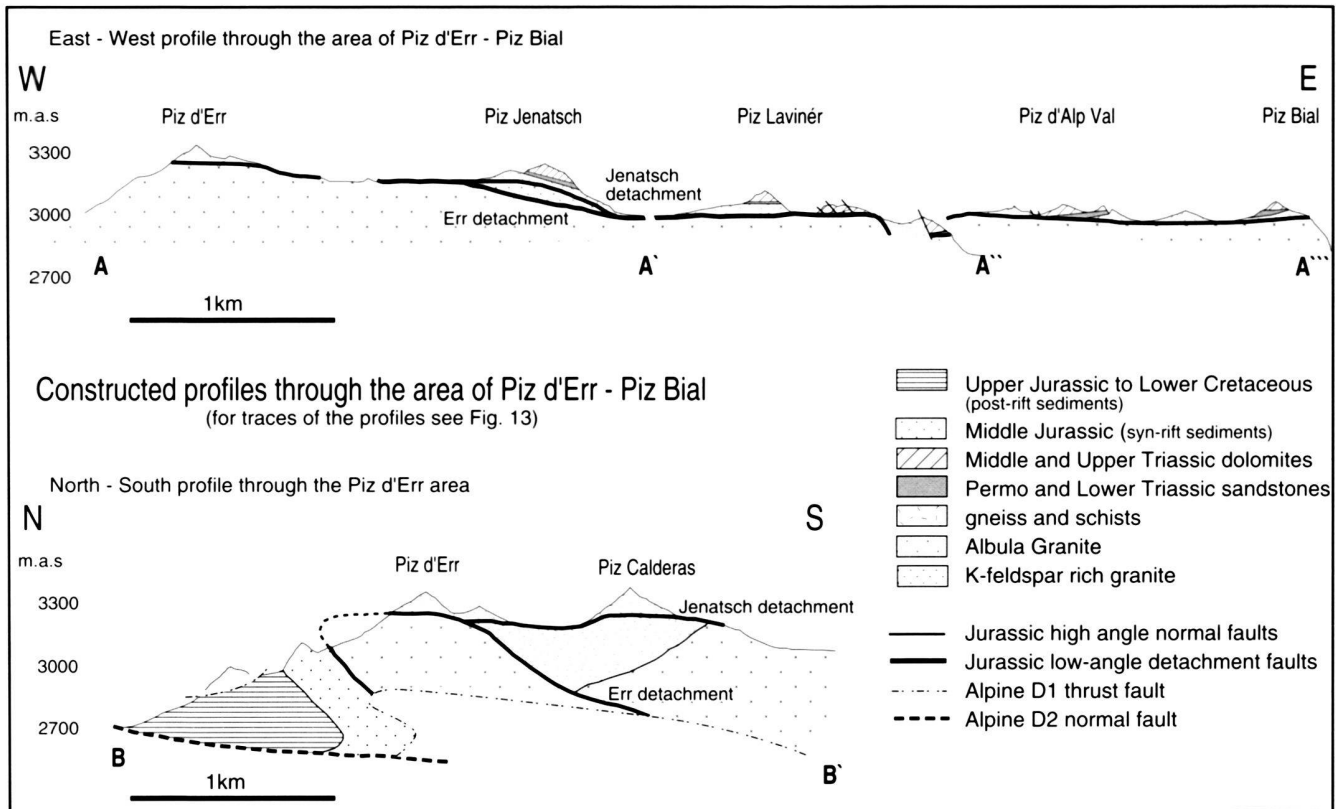 East - West profile through the area of Piz d'Err - Piz Bial
W
E
m.a.s
Piz d'Err
Piz Jenatsch
Piz Lavinér
Piz d'Alp Val
Piz Bial
3300
3000
2700
Jenatsch
detachment
Err detachment
A
A`
A``
A```
1km
Constructed profiles through the area of Piz d'Err - Piz Bial
(for traces of the profiles see Fig. 13)
North - South profile through the Piz d'Err area
N
S
m.a.s
Piz d'Err
Piz Calderas
3300
3000
2700
Jenatsch detachment
Err detachment
B
B`
1km
Upper Jurassic to Lower Cretaceous
(post-rift sediments)
Middle Jurassic (syn-rift sediments)
Middle and Upper Triassic dolomites
Permo and Lower Triassic sandstones
gneiss and schists
Albula Granite
K-feldspar rich granite
Jurassic high angle normal faults
Jurassic low-angle detachment faults
Alpine D1 thrust fault
Alpine D2 normal fault